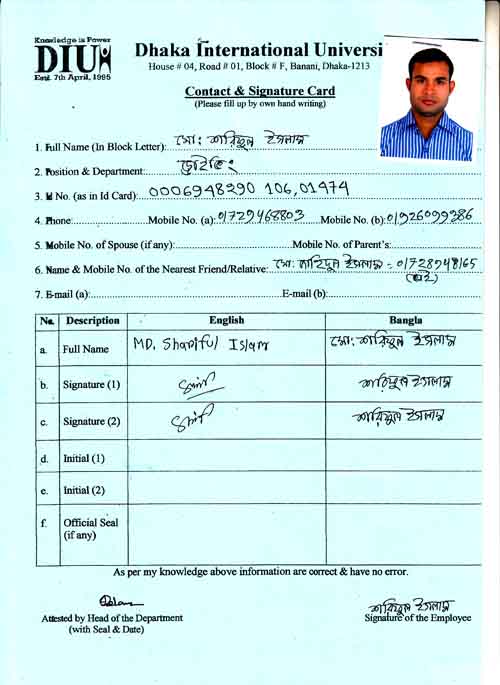 Knowledge is Power
DIU
Est. 7th April, 1995
Dhaka International Universi
House # 04, Road # 01, Block # F, Banani, Dhaka-1213
Contact & Signature Card
(Please fill up by own hand writing)
1. Full Name (In Block Letter): মো: শরিফুল ইসলাম
2. Position & Department:
3. Id No. (as in Id Card): 0006948290 106,01474
4. Phone: Mobile No. (a): 01729468803 Mobile No. (b): 01926099386
5. Mobile No. of Spouse (if any): Mobile No. of Parent's:
6. Name & Mobile No. of the Nearest Friend/Relative: মো: জাহিদুল ইসলাম - 01728948165
(ভাই)
7. E-mail (a): E-mail (b):
No. Description English Bangla
a. Full Name MD. Shariful Islam মো: শরিফুল ইসলাম
b. Signature (1) শরিফুল ইসলাম
c. Signature (2) শরিফুল ইসলাম
d. Initial (1)
e. Initial (2)
f. Official Seal
(if any)
As per my knowledge above information are correct & have no error.
শরিফুল ইসলাম
Attested by Head of the Department Signature of the Employee
(with Seal & Date)